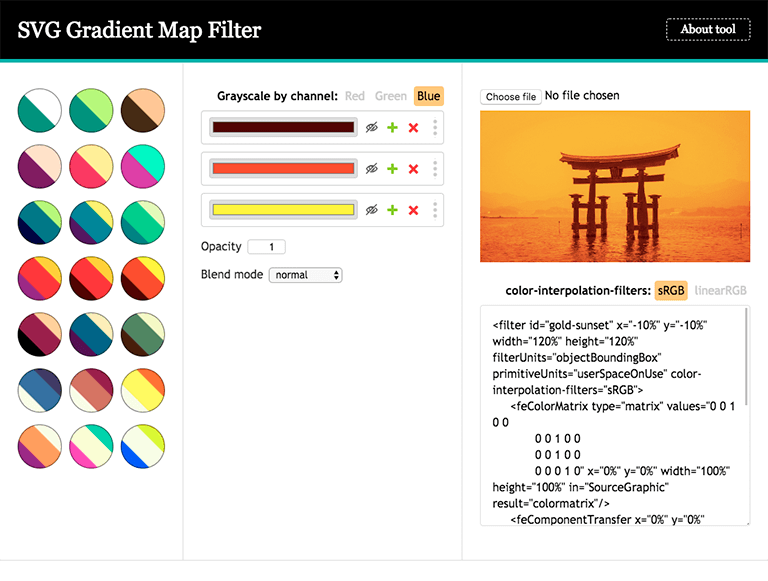 SVG Gradient Map Filter
About tool
Grayscale by channel: Red Green Blue
Opacity 1
Blend mode normal
Choose file No file chosen
color-interpolation-filters: sRGB linearRGB
<filter id="gold-sunset" x="-10%" y="-10%"
width="120%" height="120%"
filterUnits="objectBoundingBox"
primitiveUnits="userSpaceOnUse" color-
interpolation-filters="sRGB">
<feColorMatrix type="matrix" values="0 0 1
0 0
0 0 1 0 0
0 0 1 0 0
0 0 0 1 0" x="0%" y="0%" width="100%"
height="100%" in="SourceGraphic"
result="colormatrix"/>
<feComponentTransfer x="0%" y="0%"